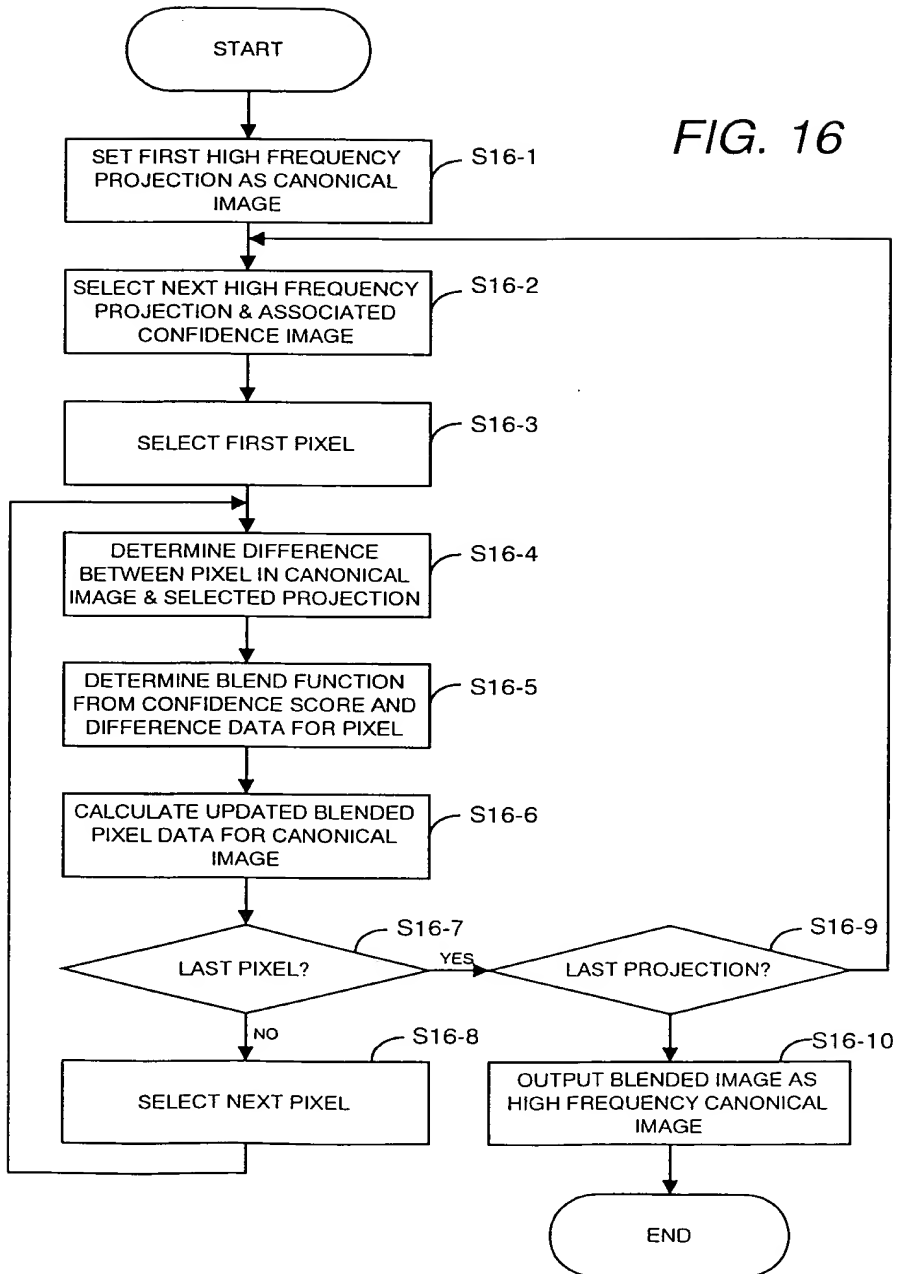 START
FIG. 16
SET FIRST HIGH FREQUENCY
PROJECTION AS CANONICAL
IMAGE
S16-1
SELECT NEXT HIGH FREQUENCY
PROJECTION & ASSOCIATED
CONFIDENCE IMAGE
S16-2
SELECT FIRST PIXEL
S16-3
DETERMINE DIFFERENCE
BETWEEN PIXEL IN CANONICAL
IMAGE & SELECTED PROJECTION
S16-4
DETERMINE BLEND FUNCTION
FROM CONFIDENCE SCORE AND
DIFFERENCE DATA FOR PIXEL
S16-5
CALCULATE UPDATED BLENDED
PIXEL DATA FOR CANONICAL
IMAGE
S16-6
LAST PIXEL?
S16-7
YES
LAST PROJECTION?
S16-9
NO
SELECT NEXT PIXEL
S16-8
OUTPUT BLENDED IMAGE AS
HIGH FREQUENCY CANONICAL
IMAGE
S16-10
END